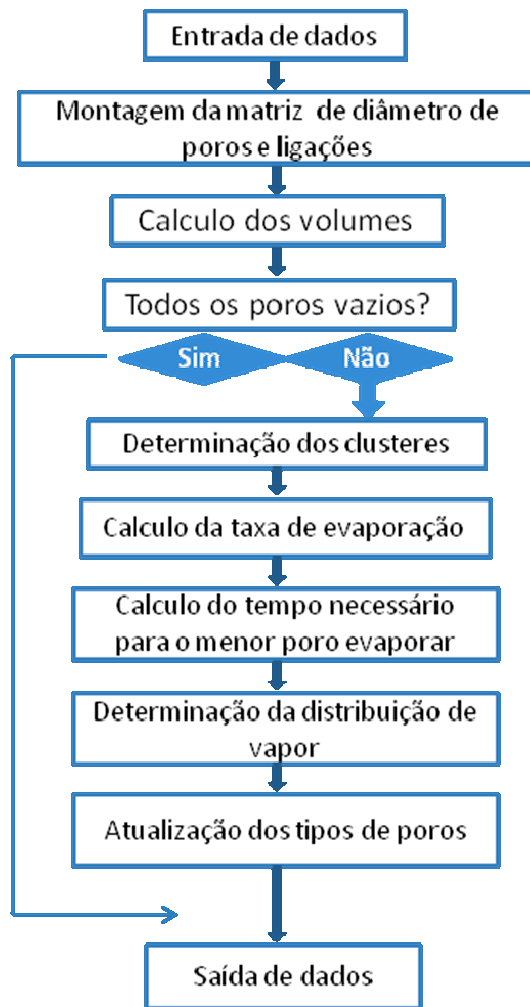 Entrada de dados
Montagem da matriz de diâmetro de
poros e ligações
Calculo dos volumes
Todos os poros vazios?
Sim
Não
Determinação dos clusteres
Calculo da taxa de evaporação
Calculo do tempo necessário
para o menor poro evaporar
Determinação da distribuição de
vapor
Atualização dos tipos de poros
Saída de dados